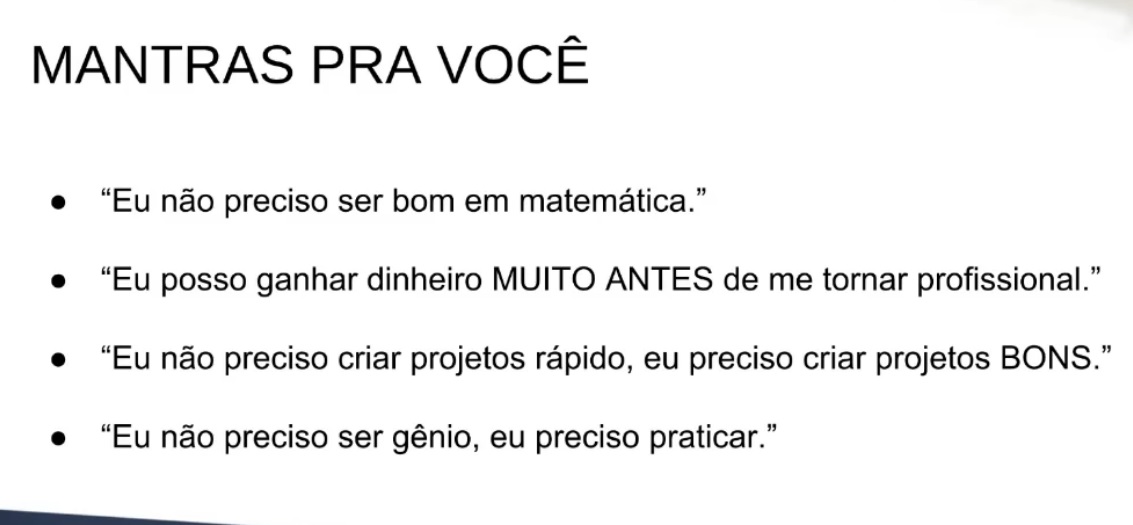 MANTRAS PRA VOCÊ
● “Eu não preciso ser bom em matemática.”
● “Eu posso ganhar dinheiro MUITO ANTES de me tornar profissional.”
● “Eu não preciso criar projetos rápido, eu preciso criar projetos BONS.”
● “Eu não preciso ser gênio, eu preciso praticar.”